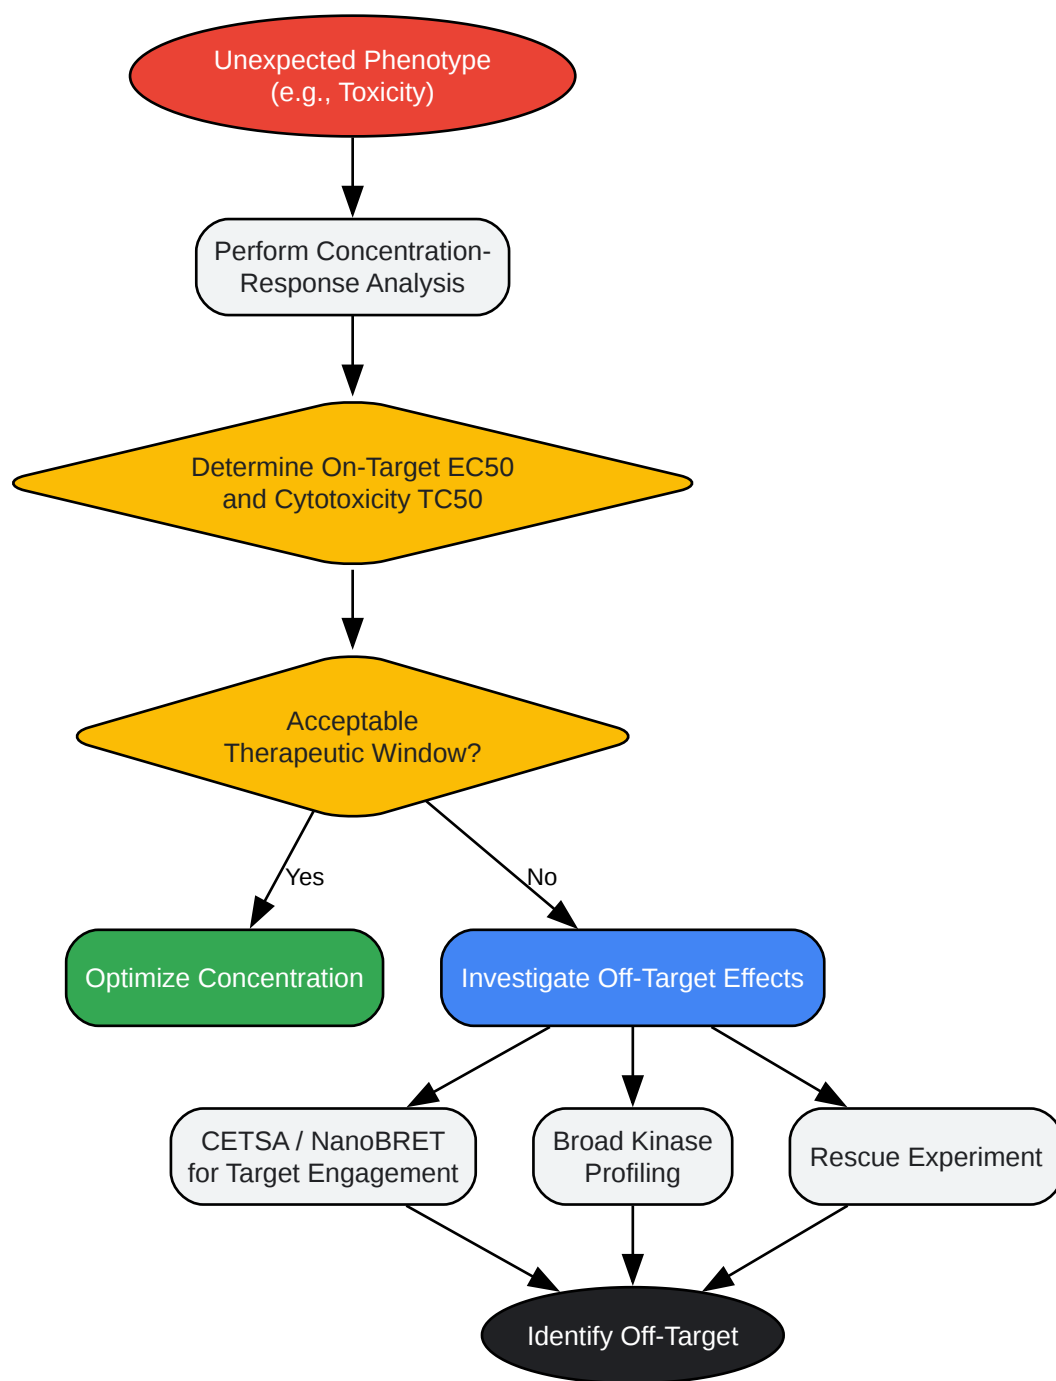 Unexpected Phenotype
(e.g., Toxicity)
Perform Concentration-
Response Analysis
Determine On-Target EC50
and Cytotoxicity TC50
Acceptable
Therapeutic Window?
Yes
No
Optimize Concentration
Investigate Off-Target Effects
CETSA / NanoBRET
for Target Engagement
Broad Kinase
Profiling
Rescue Experiment
Identify Off-Target